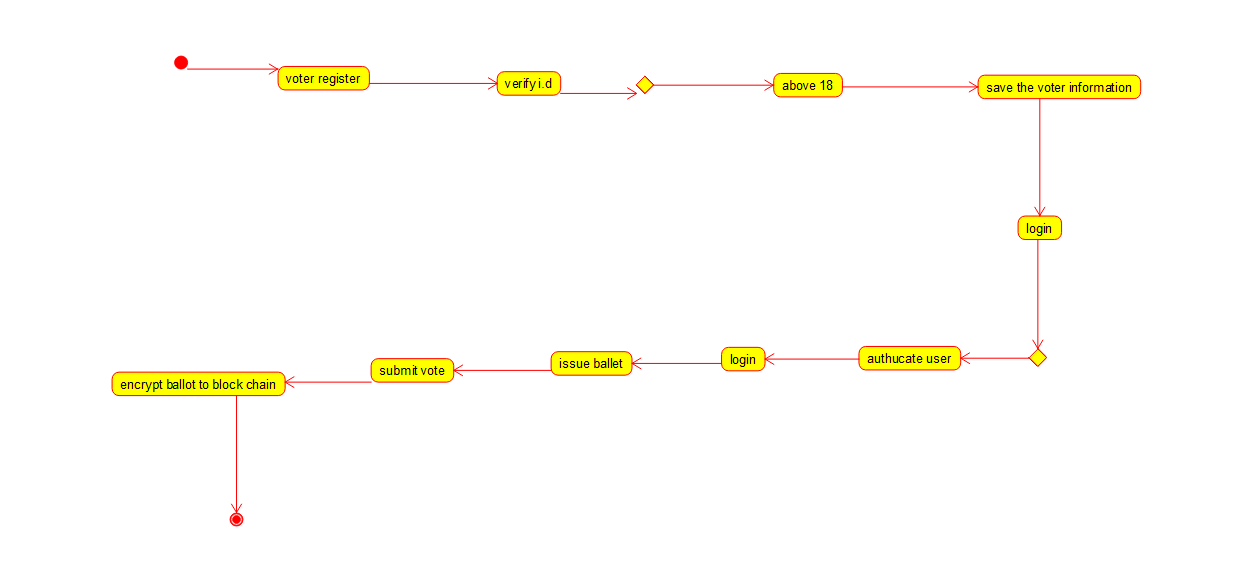 voter register
verify i.d
above 18
save the voter information
login
authucate user
login
issue ballet
submit vote
encrypt ballot to block chain